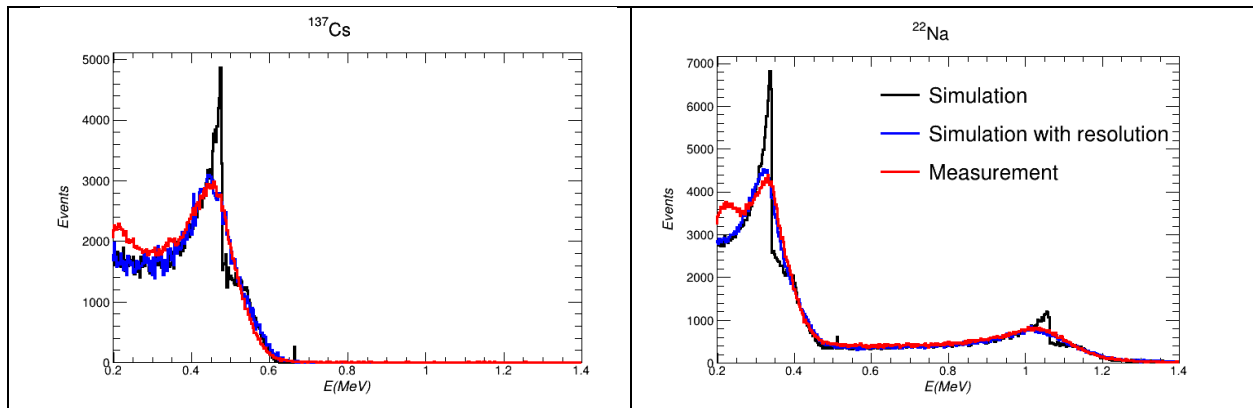 ¹³⁷Cs
5000
4000
3000
2000
1000
0
Events
0.2 0.4 0.6 0.8 1 1.2 1.4
E(MeV)
²²Na
7000
6000
5000
4000
3000
2000
1000
0
Events
Simulation
Simulation with resolution
Measurement
0.2 0.4 0.6 0.8 1 1.2 1.4
E(MeV)